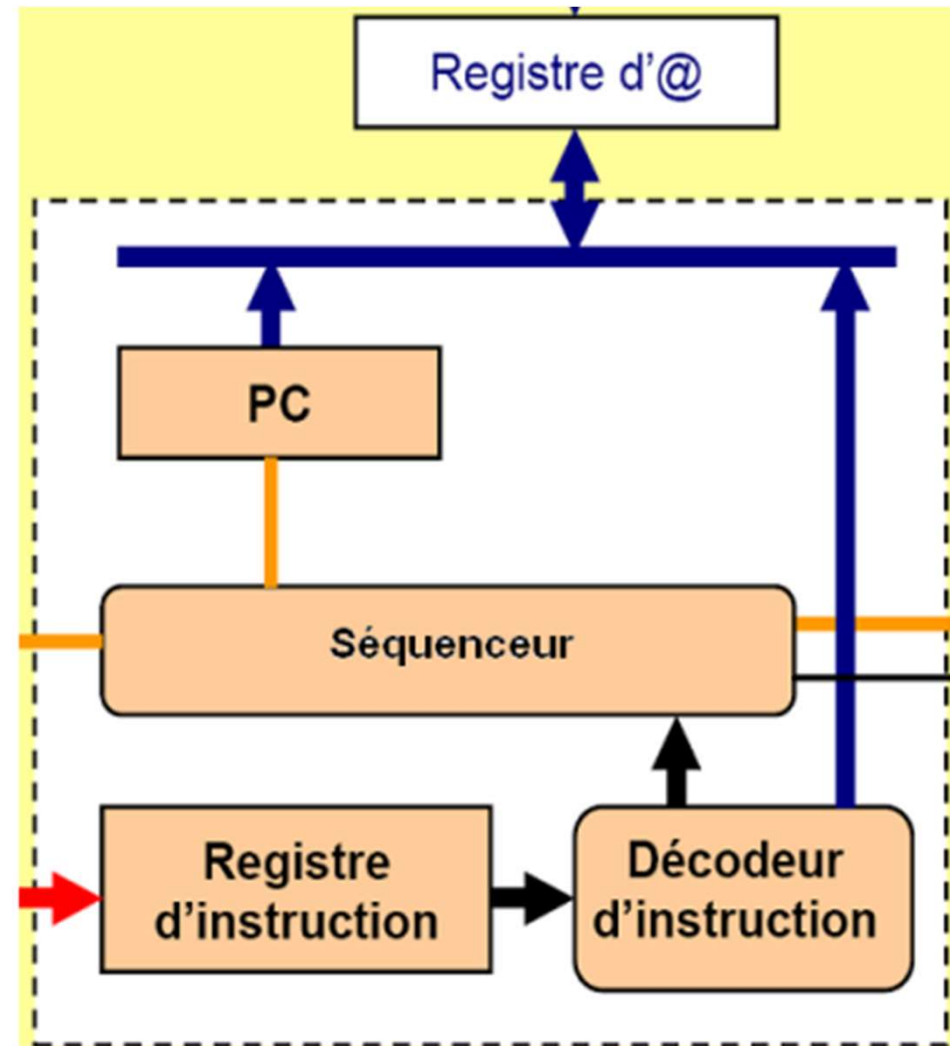 Registre d’@
PC
Séquenceur
Registre
d’instruction
Décodeur
d’instruction